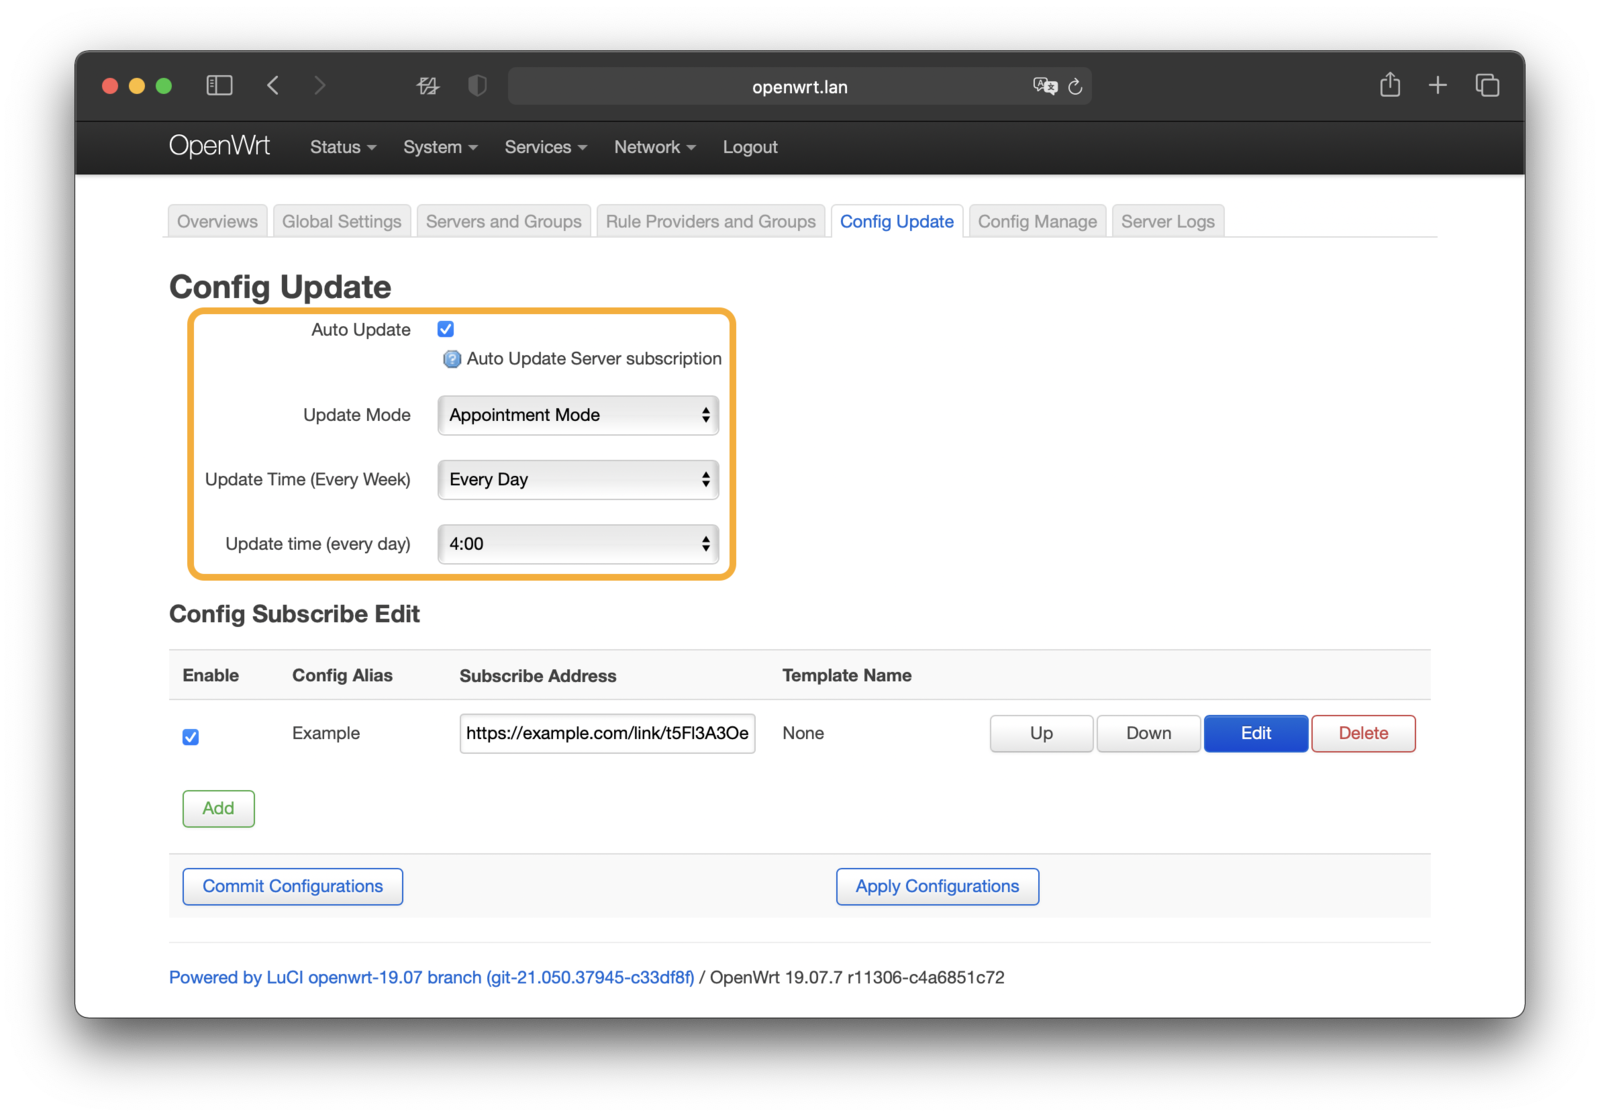 openwrt.lan
OpenWrt Status System Services Network Logout
Overviews Global Settings Servers and Groups Rule Providers and Groups Config Update Config Manage Server Logs
Config Update
Auto Update
Auto Update Server subscription
Update Mode Appointment Mode
Update Time (Every Week) Every Day
Update time (every day) 4:00
Config Subscribe Edit
Enable Config Alias Subscribe Address Template Name
Example https://example.com/link/t5Fl3A3Oe None Up Down Edit Delete
Add
Commit Configurations Apply Configurations
Powered by LuCI openwrt-19.07 branch (git-21.050.37945-c33df8f) / OpenWrt 19.07.7 r11306-c4a6851c72